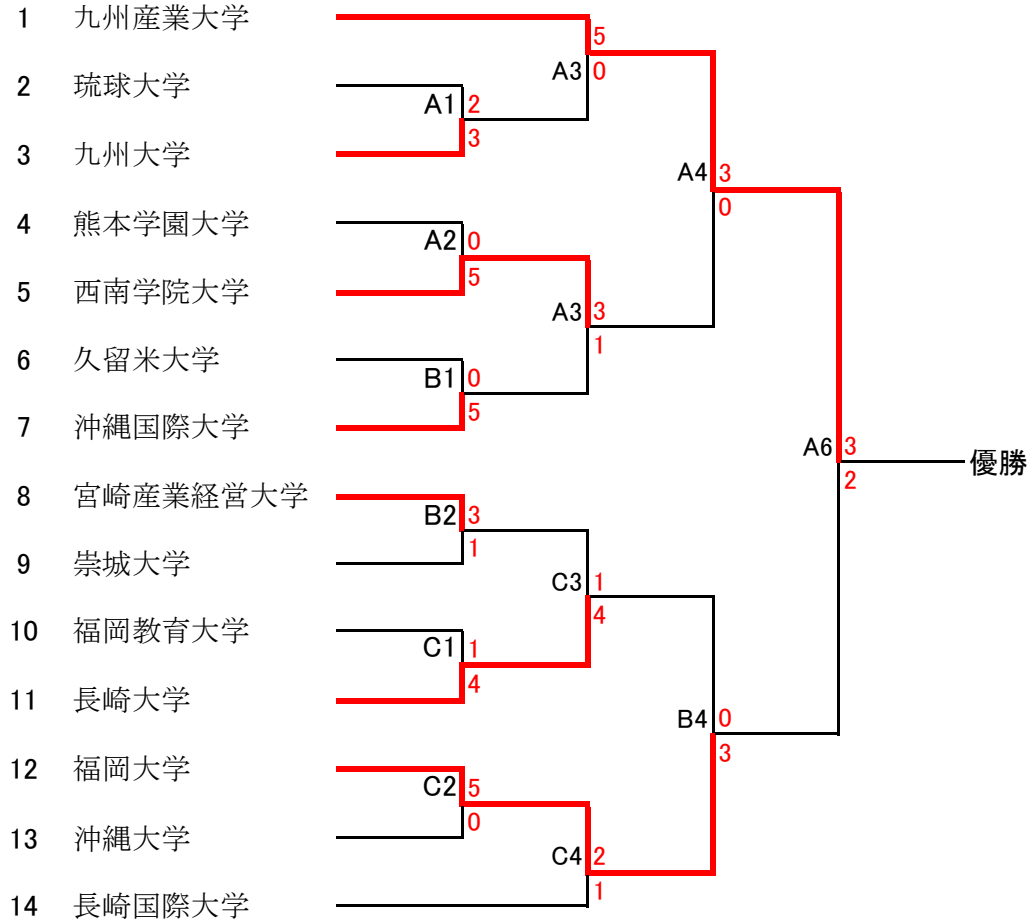 1 九州産業大学
5
A3 0
2 琉球大学
A1 2
3
3 九州大学
A4 3
0
4 熊本学園大学
A2 0
5
5 西南学院大学
A3 3
1
6 久留米大学
B1 0
5
7 沖縄国際大学
A6 3
2
優勝
8 宮崎産業経営大学
B2 3
1
9 崇城大学
C3 1
4
10 福岡教育大学
C1 1
4
11 長崎大学
B4 0
3
12 福岡大学
C2 5
0
13 沖縄大学
C4 2
1
14 長崎国際大学